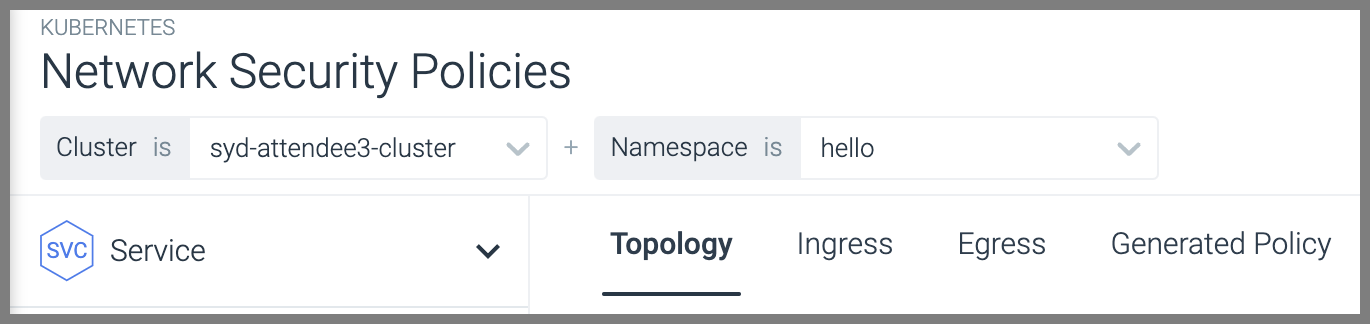 KUBERNETES
Network Security Policies
Cluster is syd-attendee3-cluster + Namespace is hello
SVC Service
Topology Ingress Egress Generated Policy